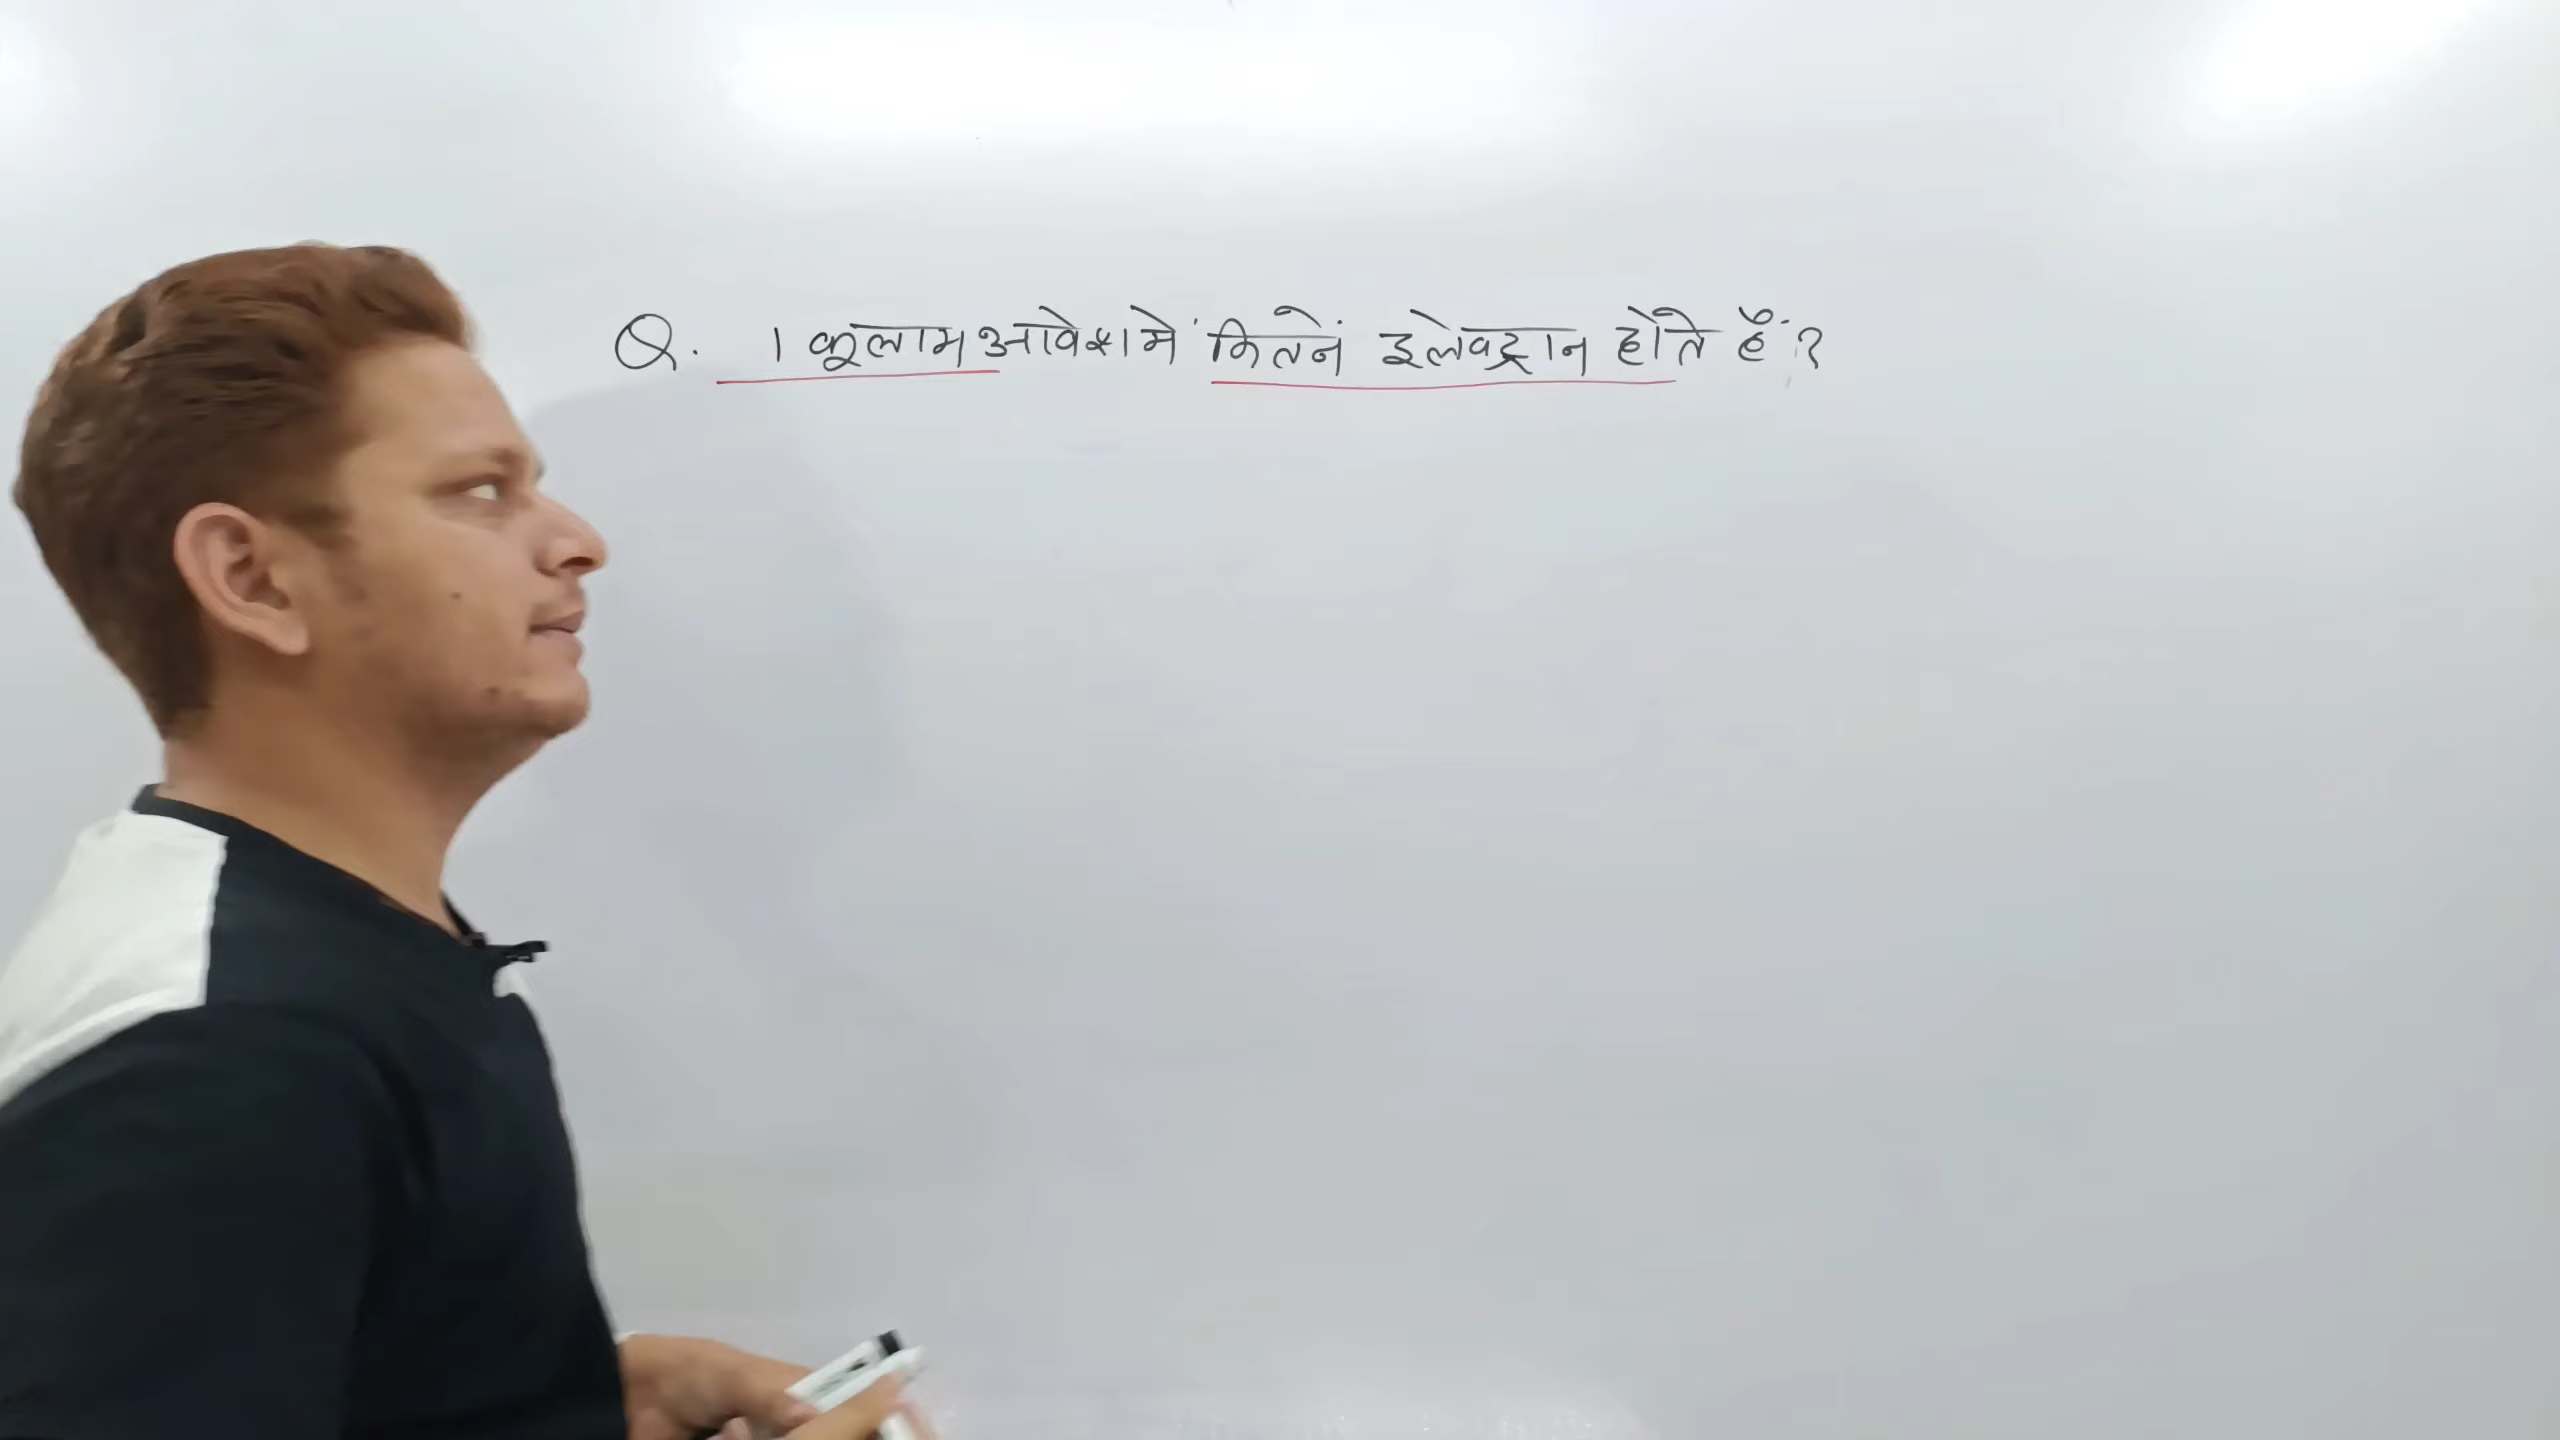 Q. 1 कूलाम आवेश में कितनें इलेक्ट्रान होते हैं ?